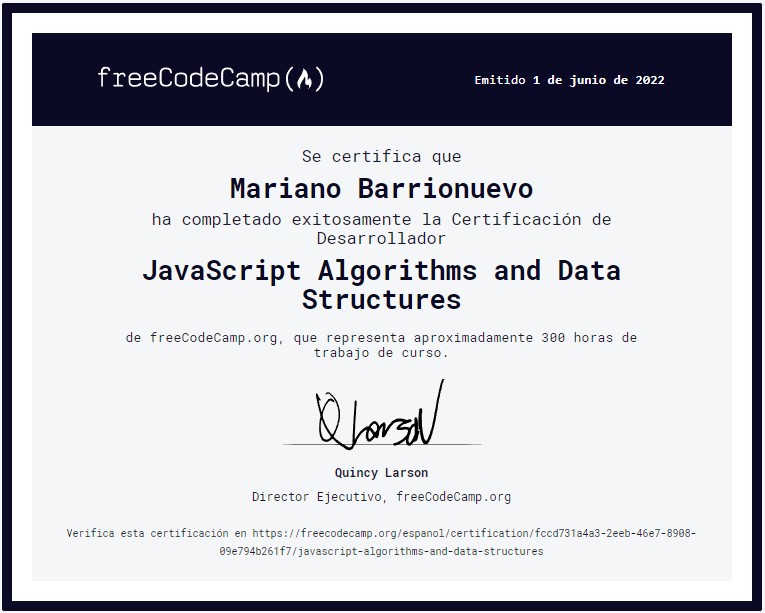 freeCodeCamp(🔥)
Emitido 1 de junio de 2022
Se certifica que
Mariano Barrionuevo
ha completado exitosamente la Certificación de
Desarrollador
JavaScript Algorithms and Data
Structures
de freeCodeCamp.org, que representa aproximadamente 300 horas de
trabajo de curso.
Q Larson
Quincy Larson
Director Ejecutivo, freeCodeCamp.org
Verifica esta certificación en https://freecodecamp.org/espanol/certification/fccd731a4a3-2eeb-46e7-8908-
09e794b261f7/javascript-algorithms-and-data-structures